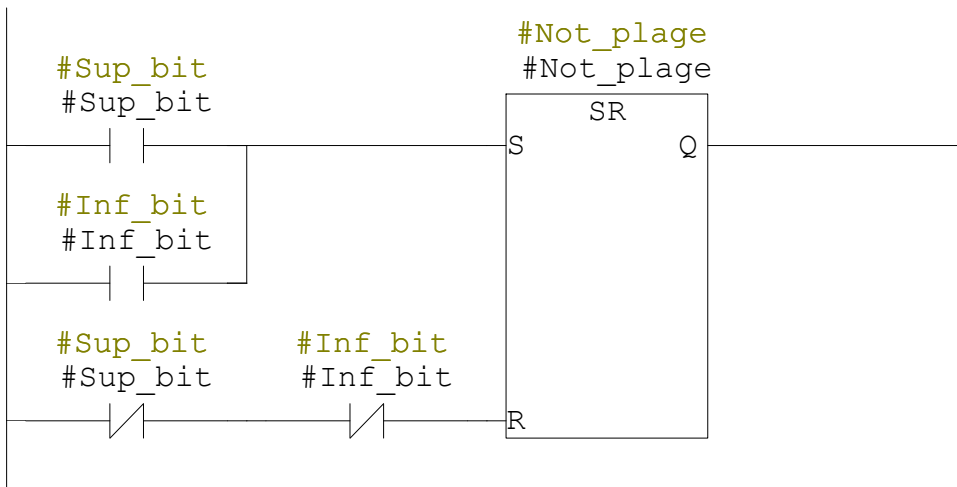 #Not_plage
#Not_plage
#Sup_bit
#Sup_bit
SR
S
Q
#Inf_bit
#Inf_bit
#Sup_bit
#Inf_bit
#Sup_bit
#Inf_bit
R